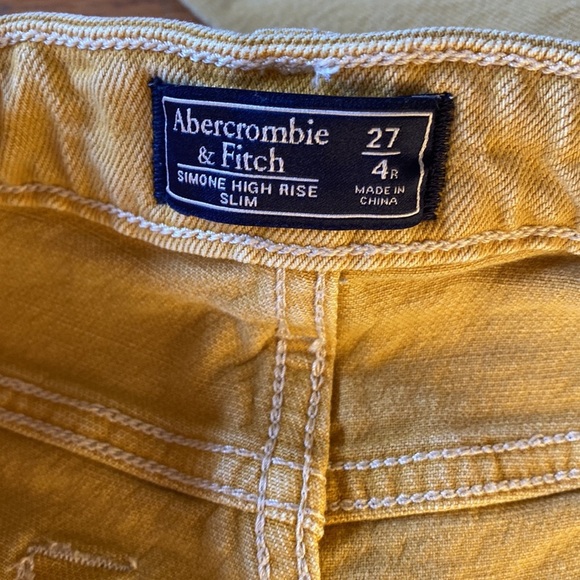 Abercrombie
& Fitch
SIMONE HIGH RISE
SLIM
27
4R
MADE IN
CHINA